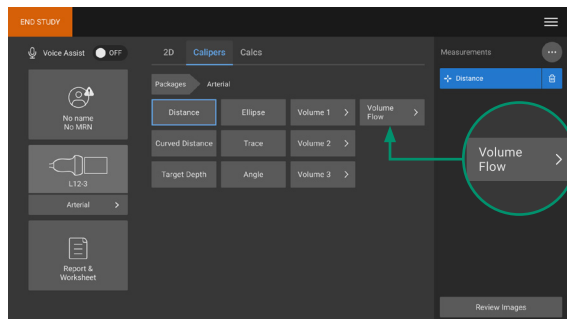 END STUDY
Voice Assist OFF
2D Calipers Calcs
Measurements
Packages Arterial
Distance
No name
No MRN
Distance Ellipse Volume 1 Volume
Flow
Curved Distance Trace Volume 2
Target Depth Angle Volume 3
Volume
Flow
L12-3
Arterial
Report &
Worksheet
Review Images